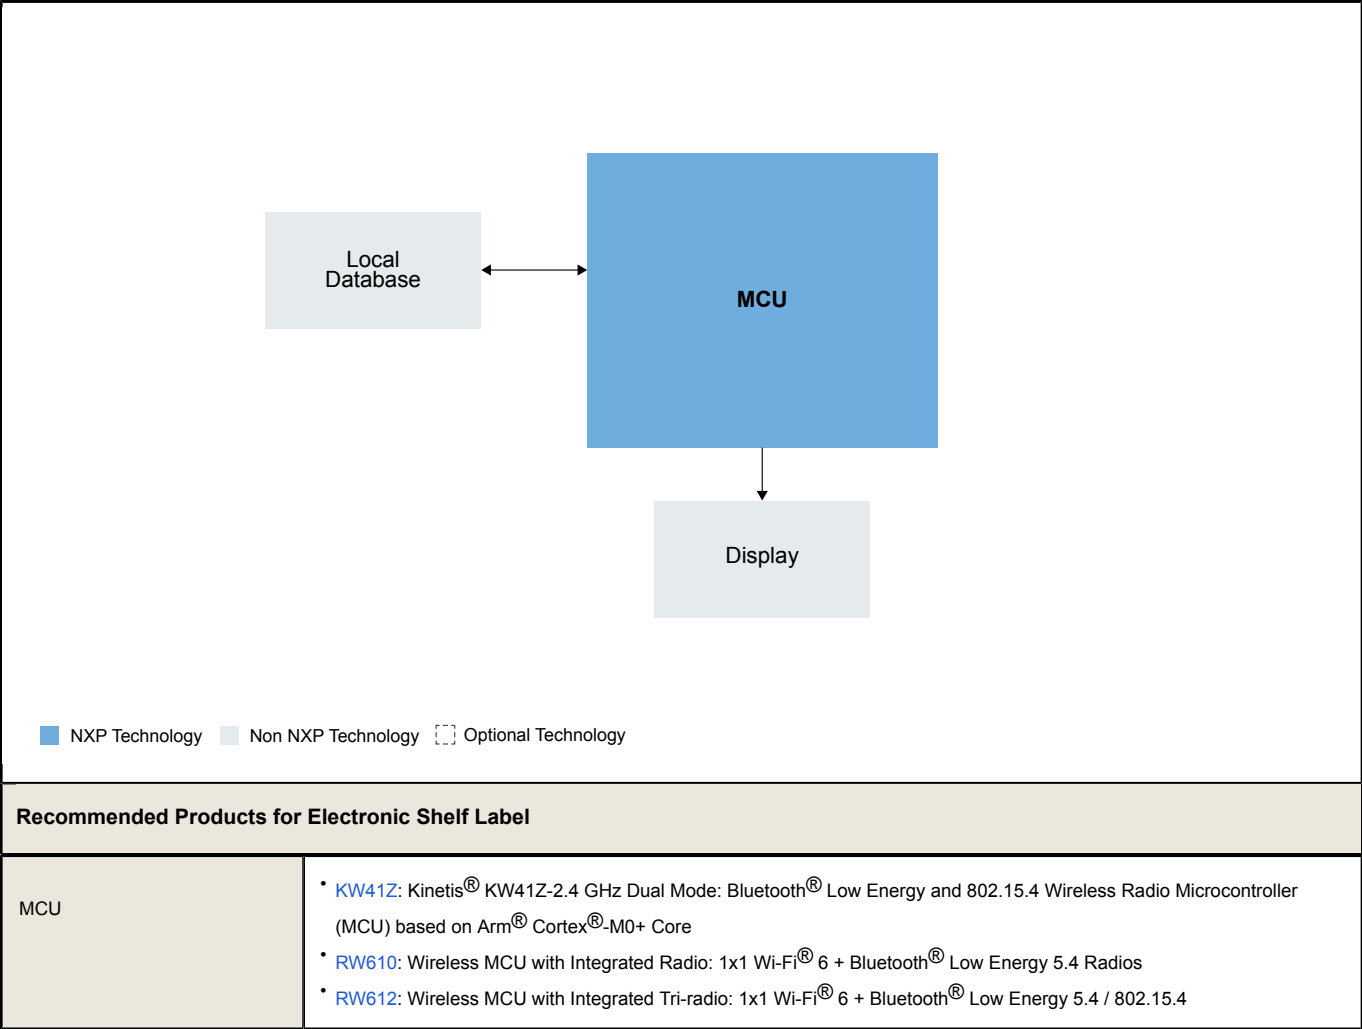 Local
Database
MCU
Display
NXP Technology Non NXP Technology Optional Technology
Recommended Products for Electronic Shelf Label
MCU
• KW41Z: Kinetis® KW41Z-2.4 GHz Dual Mode: Bluetooth® Low Energy and 802.15.4 Wireless Radio Microcontroller
(MCU) based on Arm® Cortex®-M0+ Core
• RW610: Wireless MCU with Integrated Radio: 1x1 Wi-Fi® 6 + Bluetooth® Low Energy 5.4 Radios
• RW612: Wireless MCU with Integrated Tri-radio: 1x1 Wi-Fi® 6 + Bluetooth® Low Energy 5.4 / 802.15.4